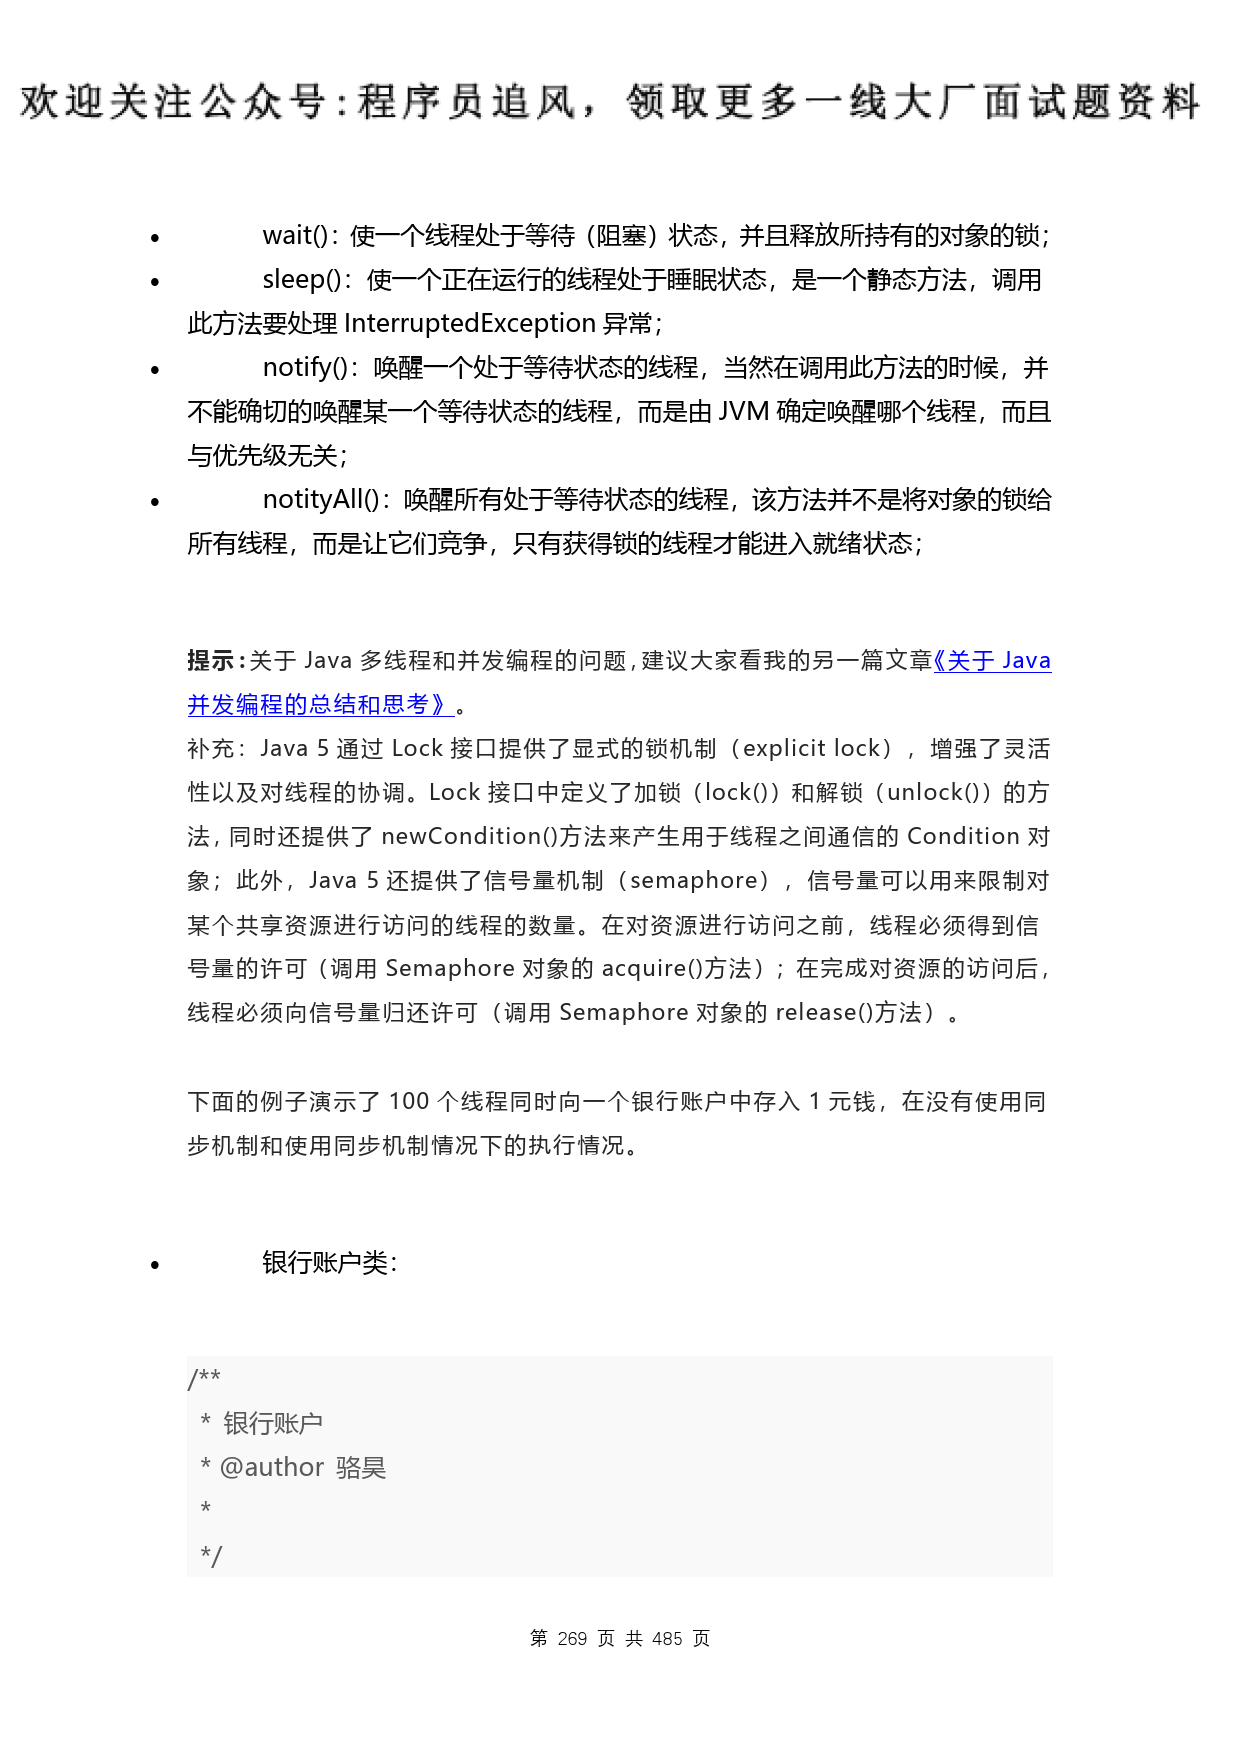 欢迎关注公众号:程序员追风，领取更多一线大厂面试题资料
• wait()：使一个线程处于等待（阻塞）状态，并且释放所持有的对象的锁；
• sleep()：使一个正在运行的线程处于睡眠状态，是一个静态方法，调用
此方法要处理 InterruptedException 异常；
• notify()：唤醒一个处于等待状态的线程，当然在调用此方法的时候，并
不能确切的唤醒某一个等待状态的线程，而是由 JVM 确定唤醒哪个线程，而且
与优先级无关；
• notityAll()：唤醒所有处于等待状态的线程，该方法并不是将对象的锁给
所有线程，而是让它们竞争，只有获得锁的线程才能进入就绪状态；
提示：关于 Java 多线程和并发编程的问题，建议大家看我的另一篇文章《关于 Java
并发编程的总结和思考》。
补充：Java 5 通过 Lock 接口提供了显式的锁机制（explicit lock），增强了灵活
性以及对线程的协调。Lock 接口中定义了加锁（lock()）和解锁（unlock()）的方
法，同时还提供了 newCondition()方法来产生用于线程之间通信的 Condition 对
象；此外，Java 5 还提供了信号量机制（semaphore），信号量可以用来限制对
某个共享资源进行访问的线程的数量。在对资源进行访问之前，线程必须得到信
号量的许可（调用 Semaphore 对象的 acquire()方法）；在完成对资源的访问后，
线程必须向信号量归还许可（调用 Semaphore 对象的 release()方法）。
下面的例子演示了 100 个线程同时向一个银行账户中存入 1 元钱，在没有使用同
步机制和使用同步机制情况下的执行情况。
• 银行账户类：
/**
* 银行账户
* @author 骆昊
*
*/
第 269 页 共 485 页